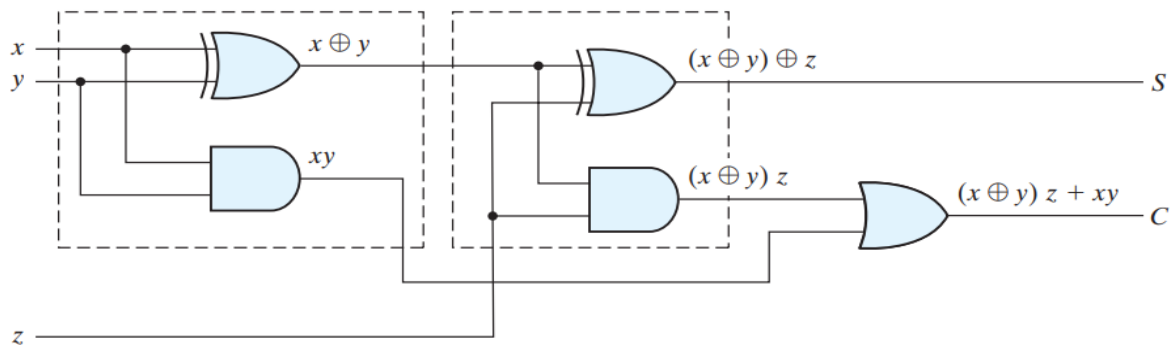 x
y
x ⊕ y
xy
(x ⊕ y) ⊕ z
S
(x ⊕ y) z
(x ⊕ y) z + xy
C
z